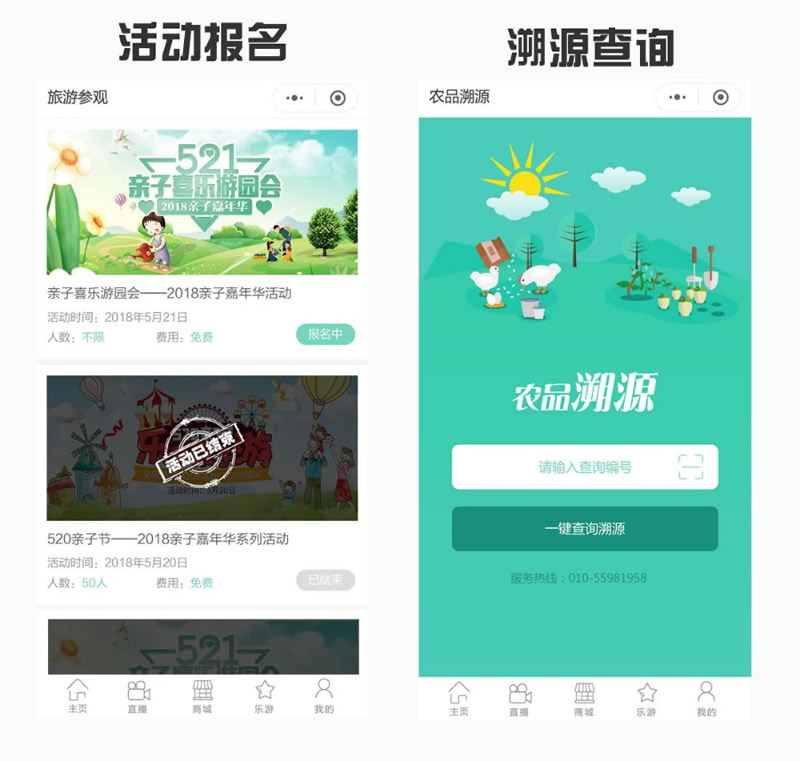 活动报名
旅游参观
521
亲子喜乐游园会
2018亲子嘉年华
亲子喜乐游园会——2018亲子嘉年华活动
活动时间：2018年5月21日
人数：不限 费用：免费
报名中
活动已结束
活动时间：5月20日
520亲子节——2018亲子嘉年华系列活动
活动时间：2018年5月20日
人数：50人 费用：免费
已结束
521
亲子喜乐游园会
主页 直播 商城 乐游 我的
溯源查询
农品溯源
农品溯源
请输入查询编号
一键查询溯源
服务热线：010-55981958
主页 直播 商城 乐游 我的